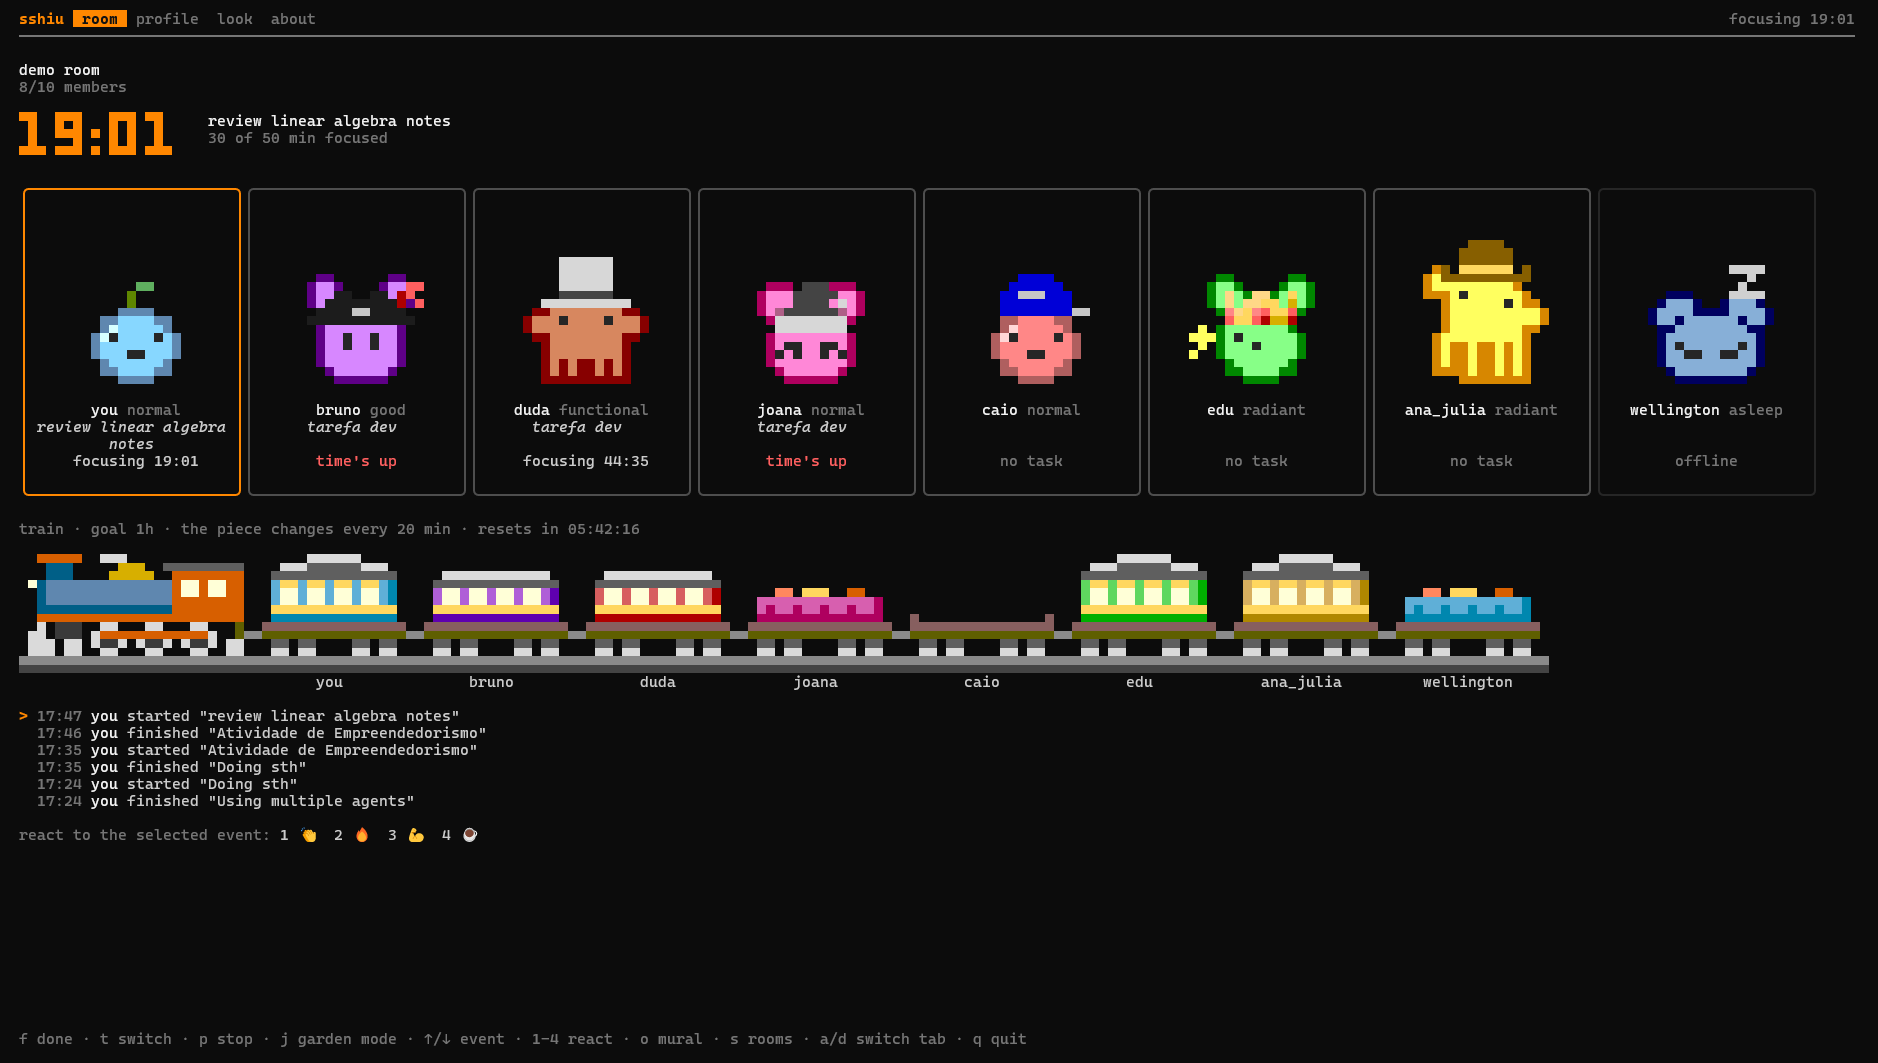 sshiu room profile look about focusing 19:01
demo room
8/10 members
19:01
review linear algebra notes
30 of 50 min focused
you normal
review linear algebra
notes
focusing 19:01
bruno good
tarefa dev
time's up
duda functional
tarefa dev
focusing 44:35
joana normal
tarefa dev
time's up
caio normal
no task
edu radiant
no task
ana_julia radiant
no task
wellington asleep
offline
train · goal 1h · the piece changes every 20 min · resets in 05:42:16
you bruno duda joana caio edu ana_julia wellington
> 17:47 you started "review linear algebra notes"
17:46 you finished "Atividade de Empreendedorismo"
17:35 you started "Atividade de Empreendedorismo"
17:35 you finished "Doing sth"
17:24 you started "Doing sth"
17:24 you finished "Using multiple agents"
react to the selected event: 1 👏 2 🔥 3 💪 4 ☕
f done · t switch · p stop · j garden mode · ↑/↓ event · 1-4 react · o mural · s rooms · a/d switch tab · q quit